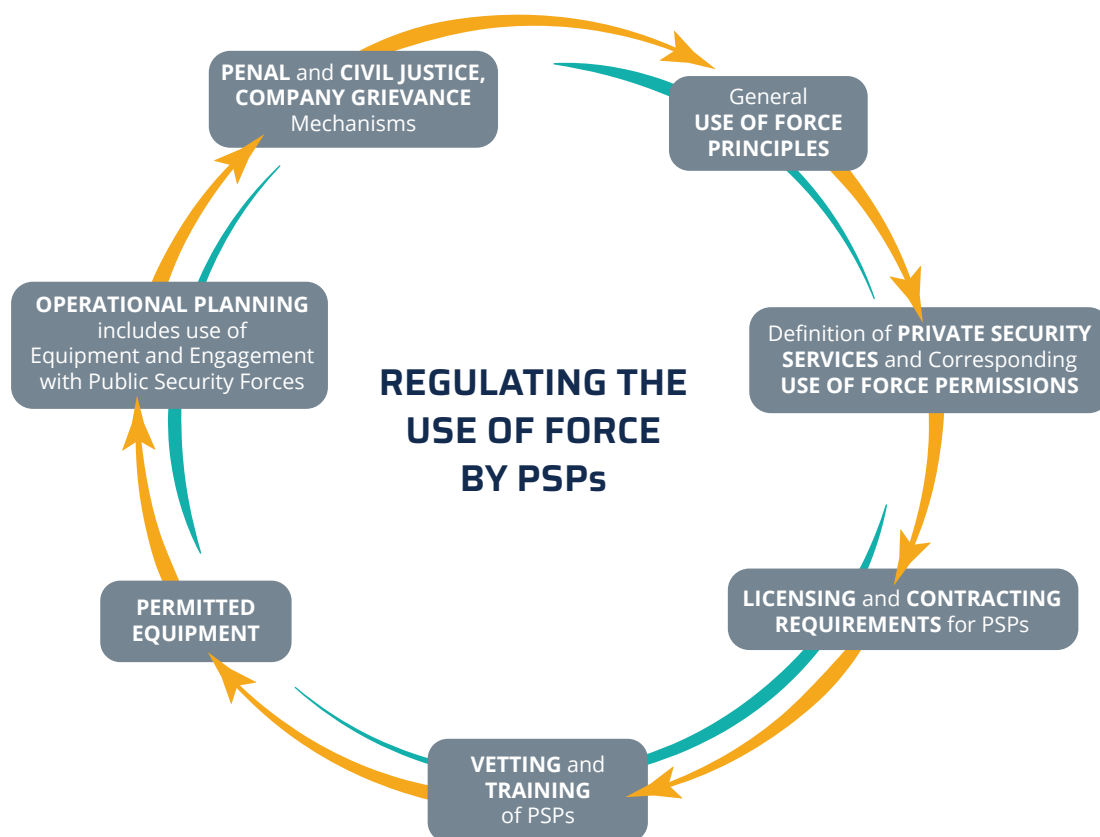 PENAL and CIVIL JUSTICE,
COMPANY GRIEVANCE
Mechanisms
General
USE OF FORCE
PRINCIPLES
OPERATIONAL PLANNING
includes use of
Equipment and Engagement
with Public Security Forces
Definition of PRIVATE SECURITY
SERVICES and Corresponding
USE OF FORCE PERMISSIONS
REGULATING THE
USE OF FORCE
BY PSPs
PERMITTED
EQUIPMENT
LICENSING and CONTRACTING
REQUIREMENTS for PSPs
VETTING and
TRAINING
of PSPs